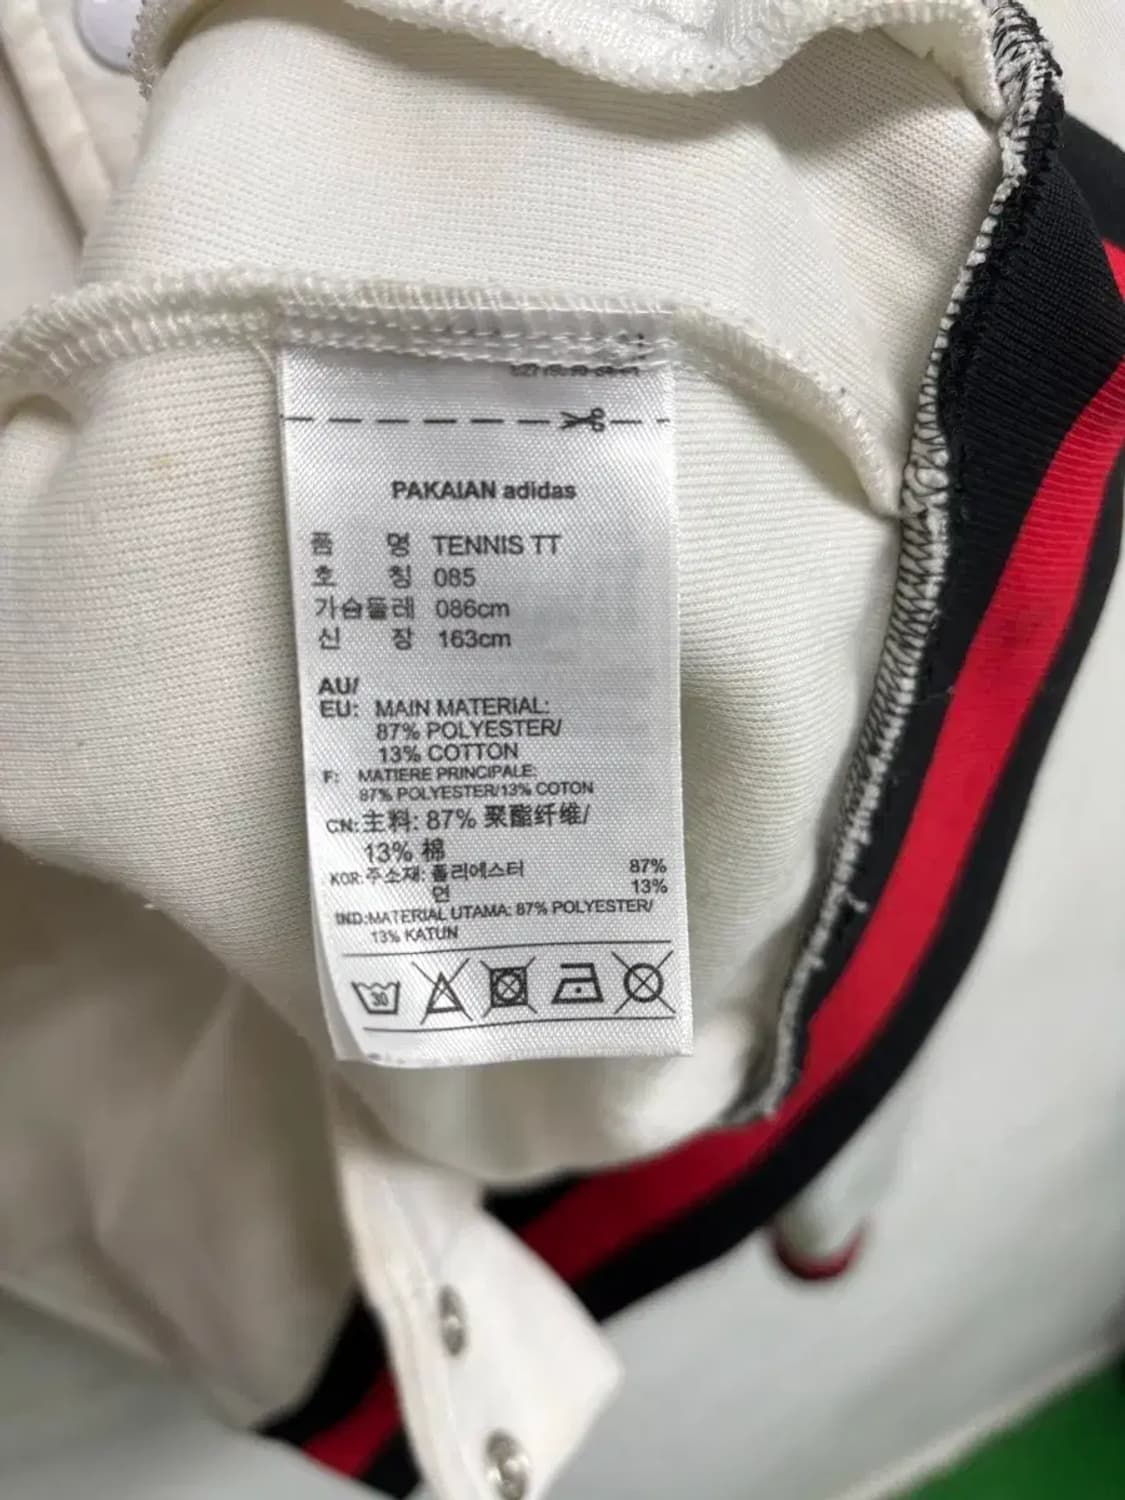 PAKAIAN adidas
품 명 TENNIS TT
호 칭 085
가슴둘레 086cm
신 장 163cm
AU/
EU: MAIN MATERIAL:
87% POLYESTER/
13% COTTON
F: MATIERE PRINCIPALE:
87% POLYESTER/13% COTON
CN: 主料: 87% 聚酯纤维/
13% 棉
KOR: 주소재: 폴리에스터 87%
면 13%
IND: MATERIAL UTAMA: 87% POLYESTER/
13% KATUN
30